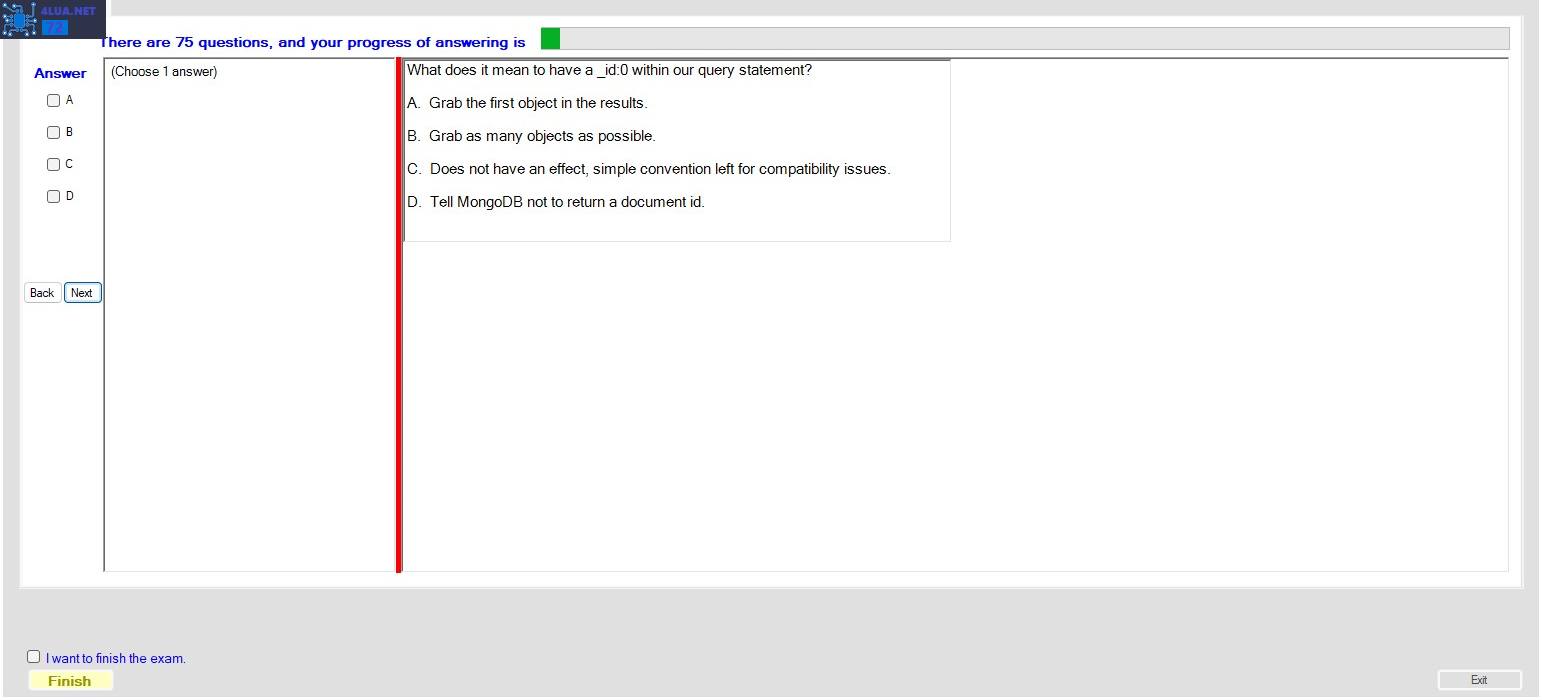 4LUA.NET
72
There are 75 questions, and your progress of answering is
Answer
(Choose 1 answer)
A
B
C
D
Back Next
What does it mean to have a _id:0 within our query statement?
A. Grab the first object in the results.
B. Grab as many objects as possible.
C. Does not have an effect, simple convention left for compatibility issues.
D. Tell MongoDB not to return a document id.
I want to finish the exam.
Finish
Exit